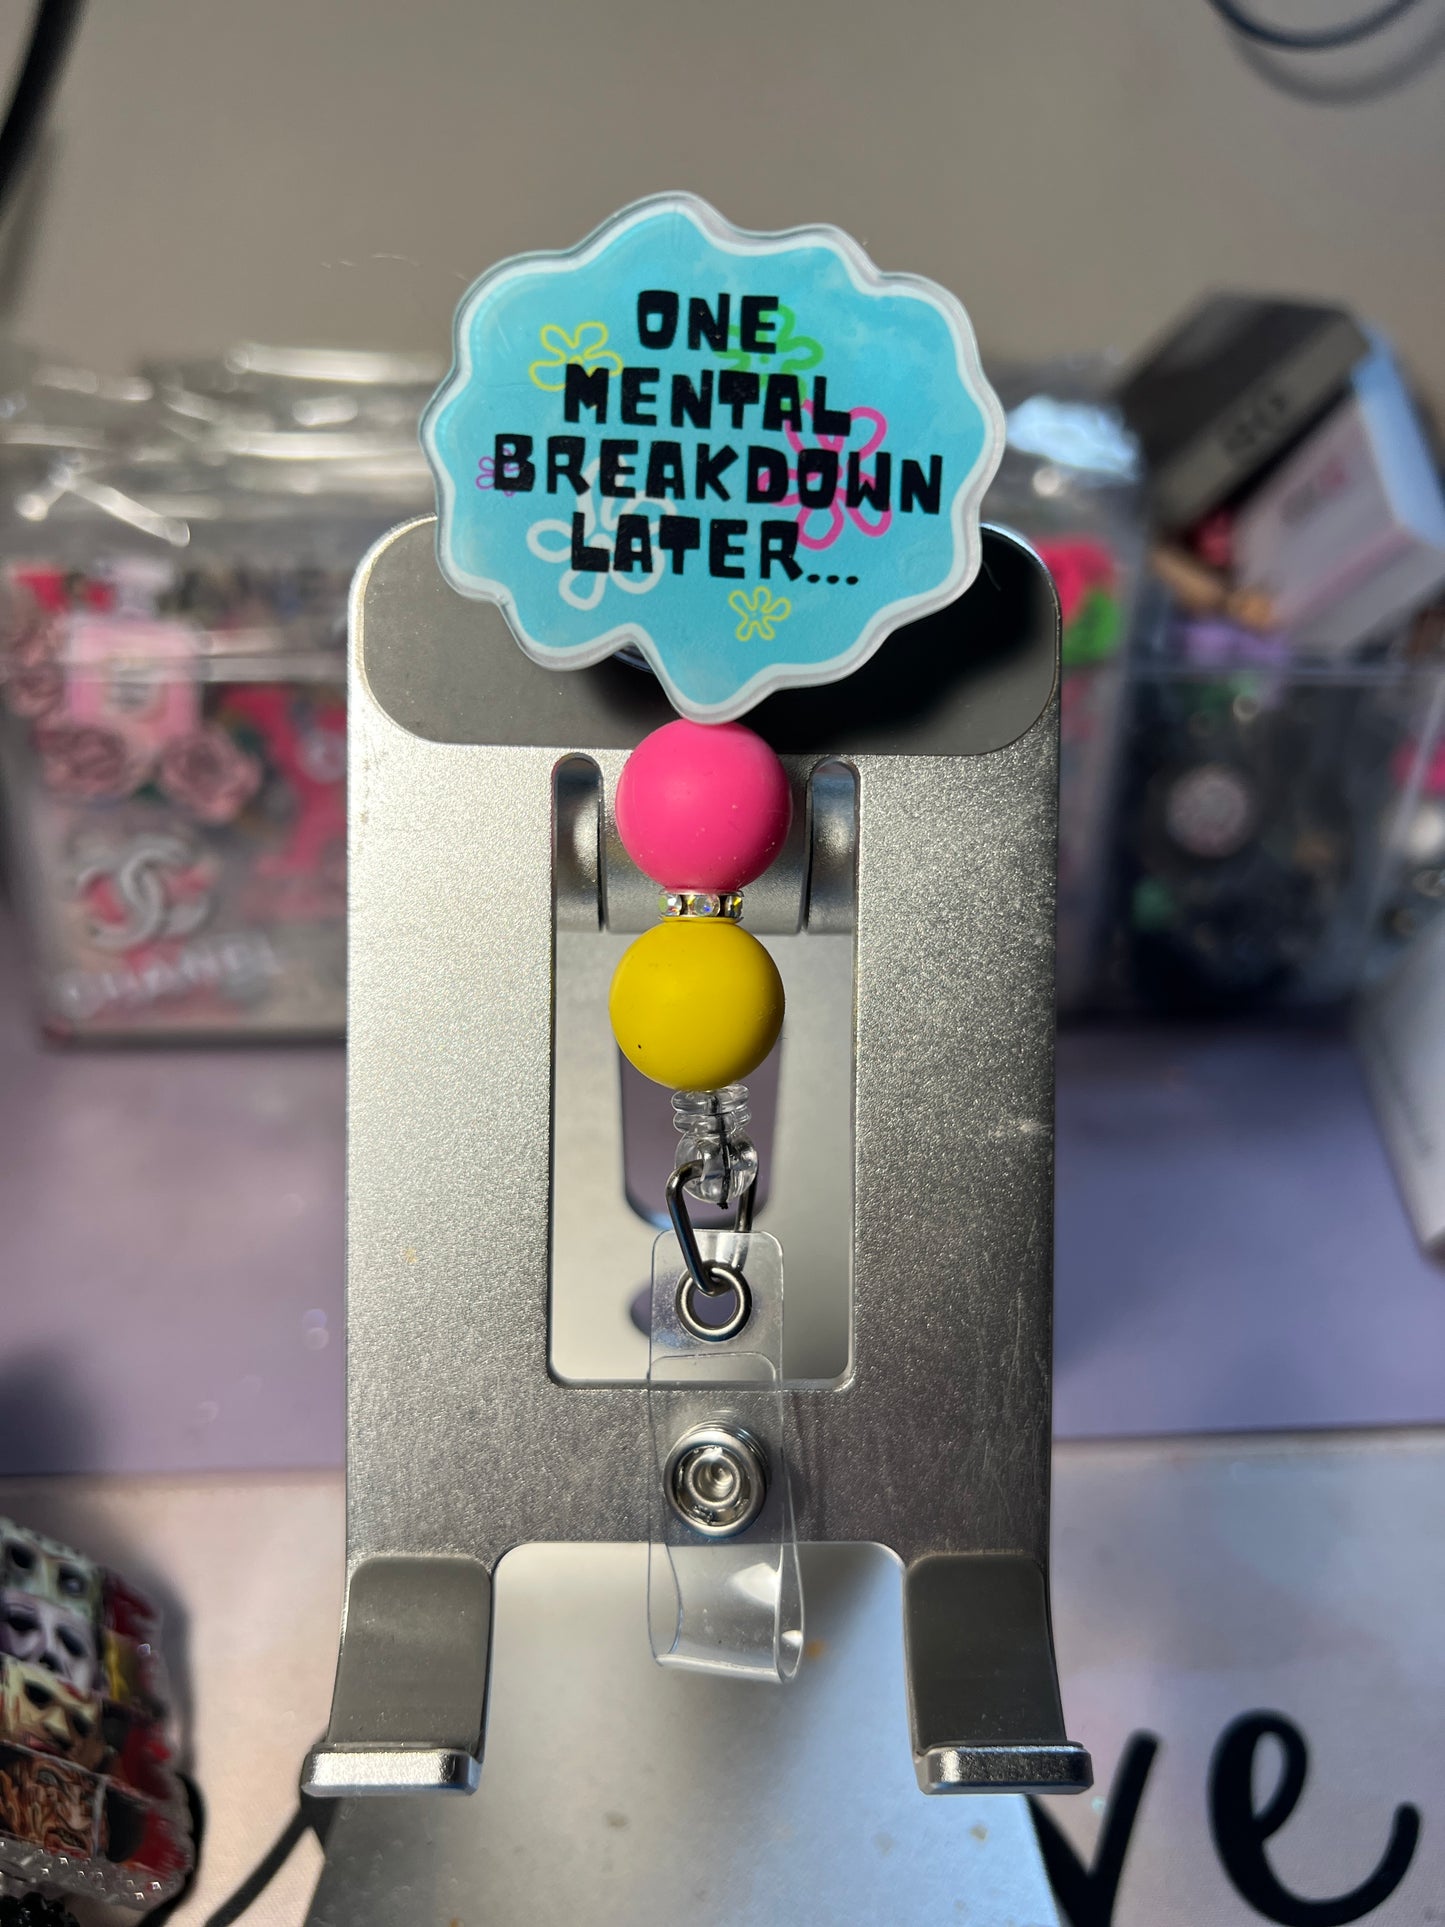 ONE
MENTAL
BREAKDOWN
LATER...
CHANEL